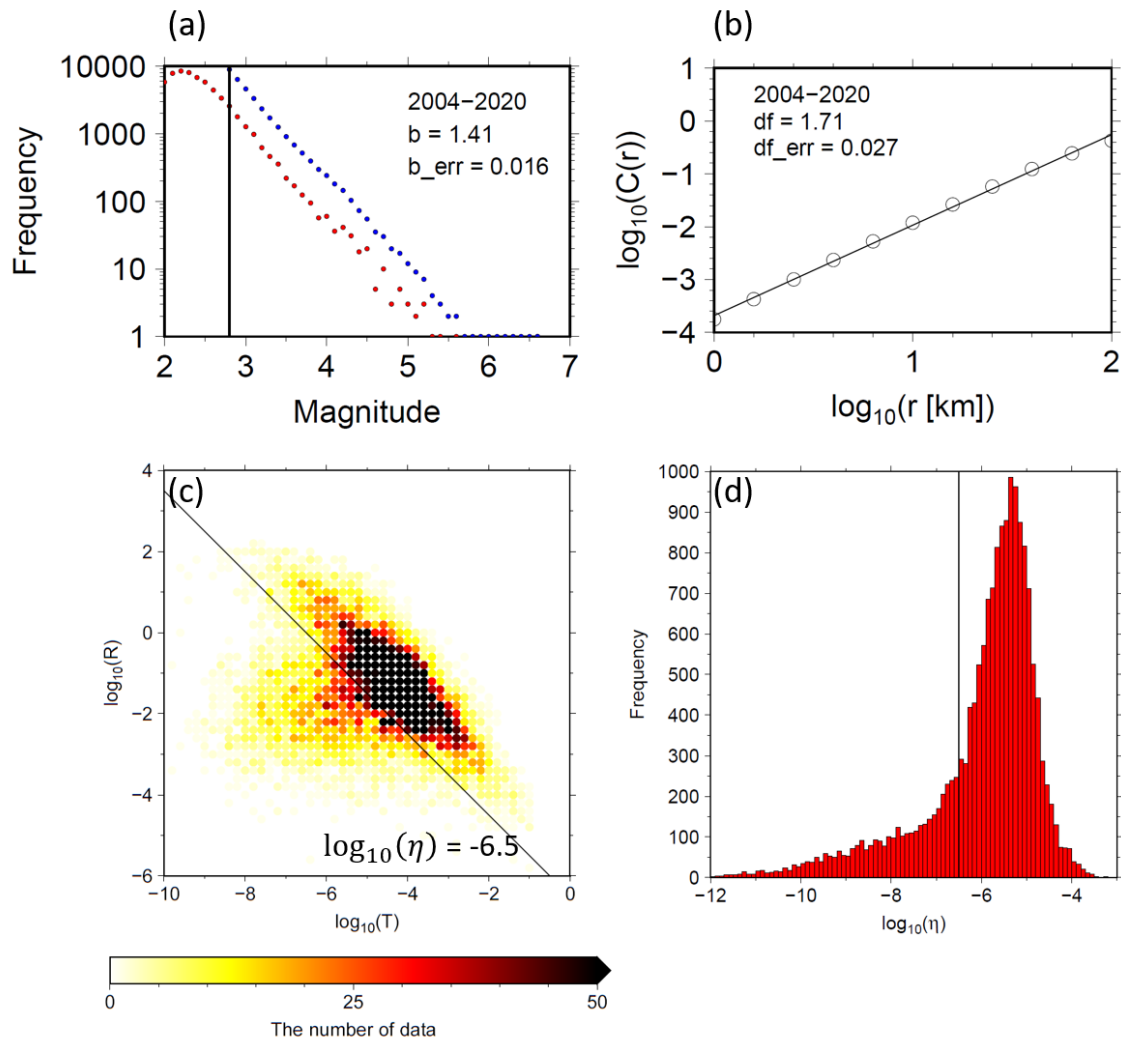 (a)
10000
1000
100
10
1
Frequency
2004−2020
b = 1.41
b_err = 0.016
2 3 4 5 6 7
Magnitude
(b)
1
0
−1
−2
−3
−4
log10(C(r))
2004−2020
df = 1.71
df_err = 0.027
0 1 2
log10(r [km])
(c)
4
2
0
−2
−4
−6
log10(R)
log10(η) = -6.5
−10 −8 −6 −4 −2 0
log10(T)
0 25 50
The number of data
(d)
1000
900
800
700
600
500
400
300
200
100
0
Frequency
−12 −10 −8 −6 −4
log10(η)